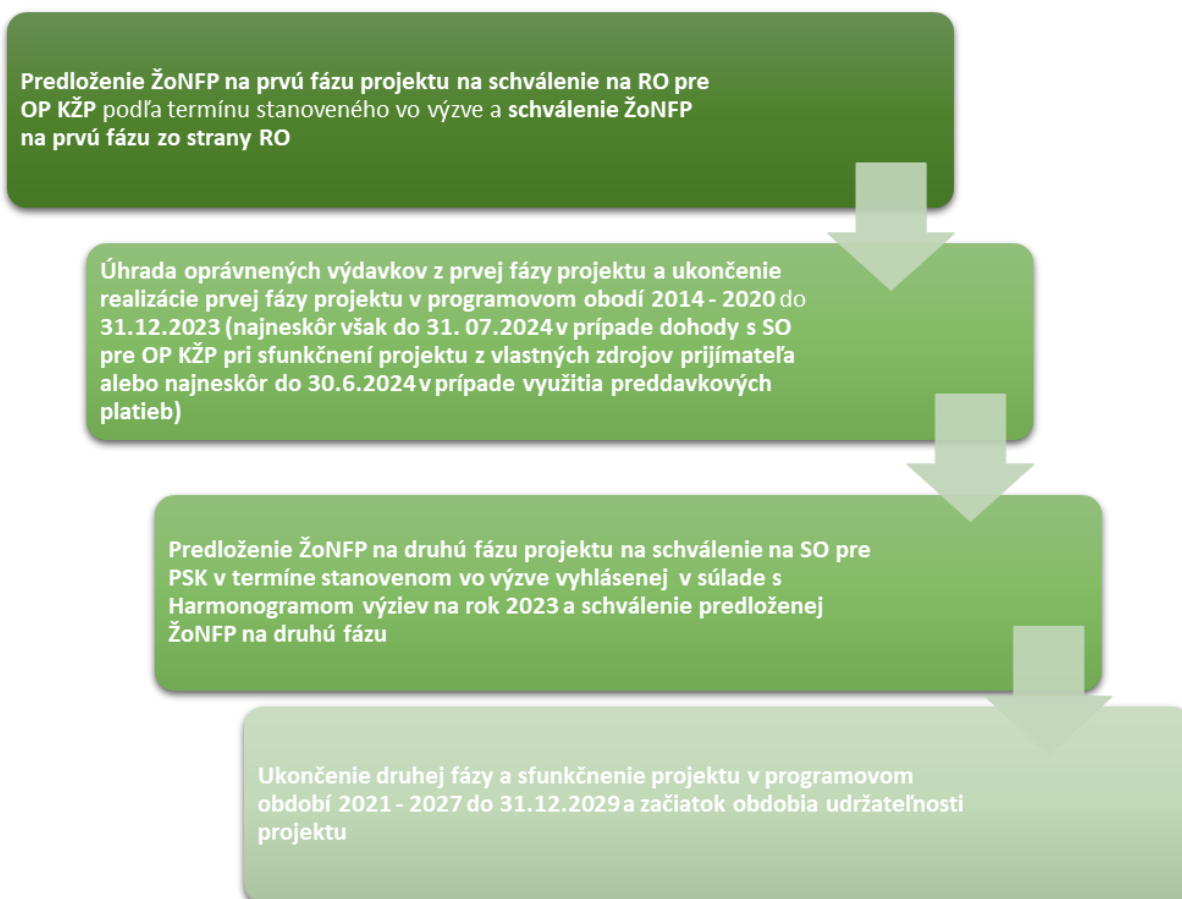 Predloženie ŽoNFP na prvú fázu projektu na schválenie na RO pre
OP KŽP podľa termínu stanoveného vo výzve a schválenie ŽoNFP
na prvú fázu zo strany RO
Úhrada oprávnených výdavkov z prvej fázy projektu a ukončenie
realizácie prvej fázy projektu v programovom obodí 2014 - 2020 do
31.12.2023 (najneskôr však do 31. 07.2024 v prípade dohody s SO
pre OP KŽP pri sfunkčnení projektu z vlastných zdrojov prijímateľa
alebo najneskôr do 30.6.2024 v prípade využitia preddavkových
platieb)
Predloženie ŽoNFP na druhú fázu projektu na schválenie na SO pre
PSK v termíne stanovenom vo výzve vyhlásenej v súlade s
Harmonogramom výziev na rok 2023 a schválenie predloženej
ŽoNFP na druhú fázu
Ukončenie druhej fázy a sfunkčnenie projektu v programovom
období 2021 - 2027 do 31.12.2029 a začiatok obdobia udržateľnosti
projektu